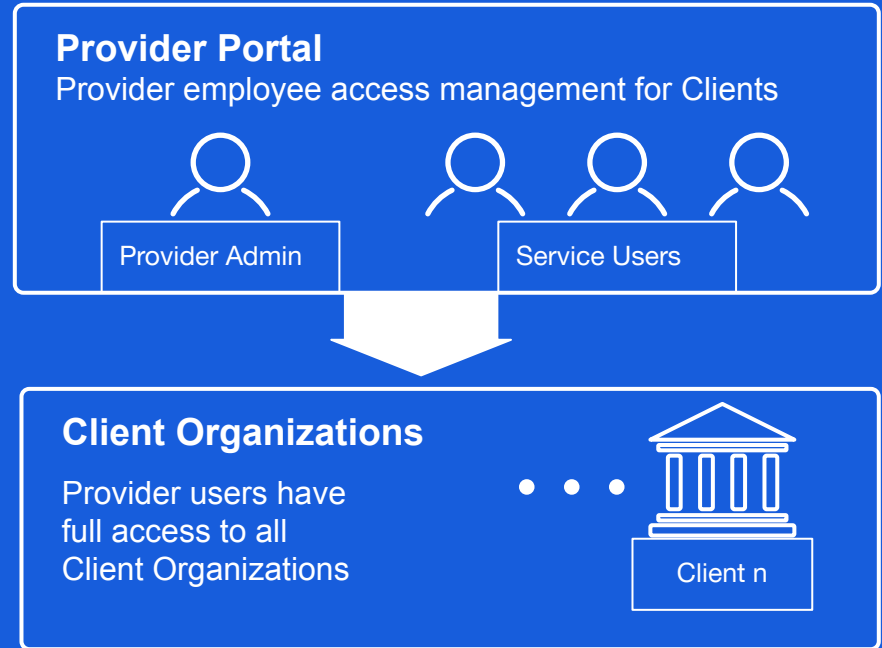 Provider Portal
Provider employee access management for Clients
Provider Admin
Service Users
Client Organizations
Provider users have
full access to all
Client Organizations
Client n